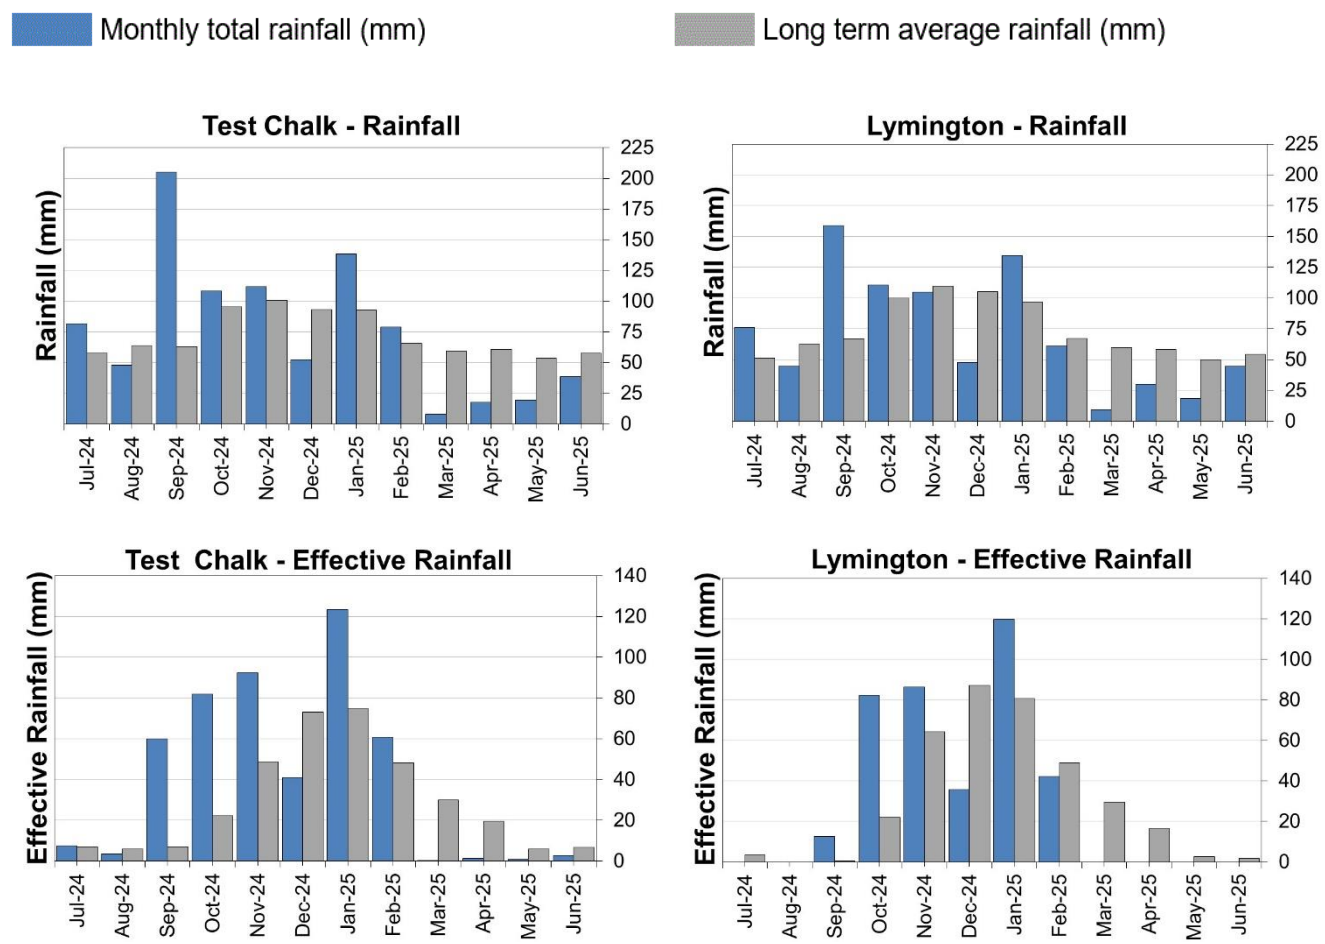 Monthly total rainfall (mm)
Long term average rainfall (mm)
Test Chalk - Rainfall
Rainfall (mm)
225
200
175
150
125
100
75
50
25
0
Jul-24
Aug-24
Sep-24
Oct-24
Nov-24
Dec-24
Jan-25
Feb-25
Mar-25
Apr-25
May-25
Jun-25
Lymington - Rainfall
Rainfall (mm)
225
200
175
150
125
100
75
50
25
0
Jul-24
Aug-24
Sep-24
Oct-24
Nov-24
Dec-24
Jan-25
Feb-25
Mar-25
Apr-25
May-25
Jun-25
Test Chalk - Effective Rainfall
Effective Rainfall (mm)
140
120
100
80
60
40
20
0
Jul-24
Aug-24
Sep-24
Oct-24
Nov-24
Dec-24
Jan-25
Feb-25
Mar-25
Apr-25
May-25
Jun-25
Lymington - Effective Rainfall
Effective Rainfall (mm)
140
120
100
80
60
40
20
0
Jul-24
Aug-24
Sep-24
Oct-24
Nov-24
Dec-24
Jan-25
Feb-25
Mar-25
Apr-25
May-25
Jun-25